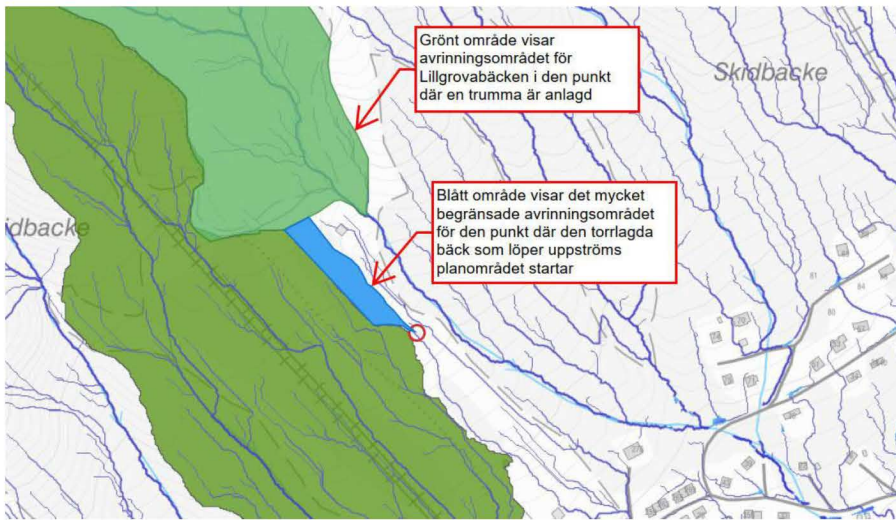 Grönt område visar
avrinningsområdet för
Lillgrovabäcken i den punkt
där en trumma är anlagd
Skidbacke
Blått område visar det mycket
begränsade avrinningsområdet
för den punkt där den torrlagda
bäck som löper uppströms
planområdet startar
idbacke